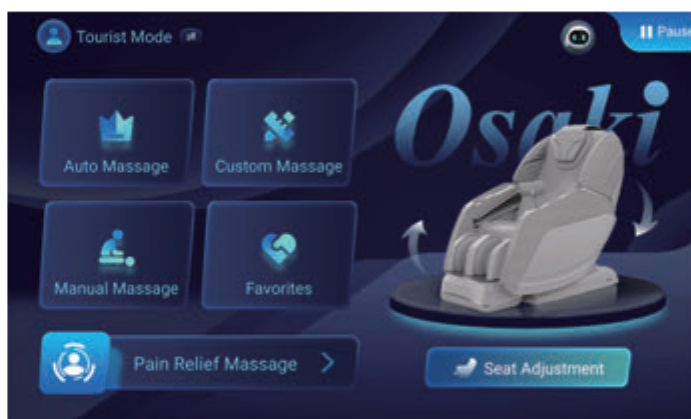 Tourist Mode
Pause
Osaki
Auto Massage
Custom Massage
Manual Massage
Favorites
Pain Relief Massage
Seat Adjustment